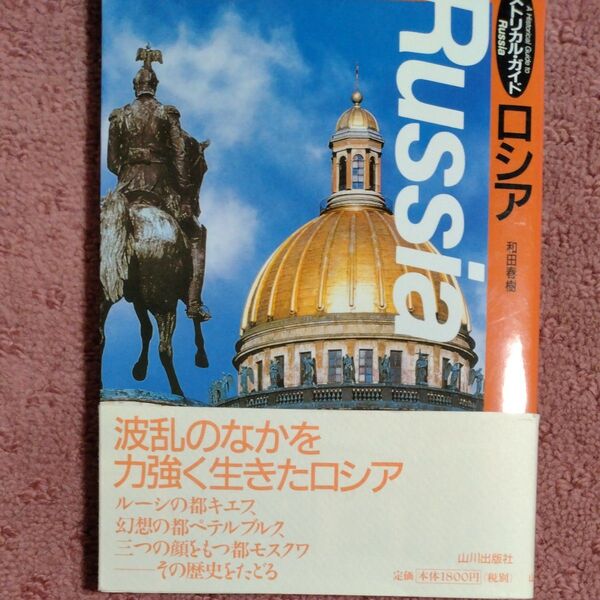 A Historical Guide to
Russia
ストリカル・ガイド
ロシア
和田春樹
Russia
波乱のなかを
力強く生きたロシア
ルーシの都キエフ、
幻想の都ペテルブルク、
三つの顔をもつ都モスクワ
――その歴史をたどる
山川出版社
定価 本体1800円 (税別)